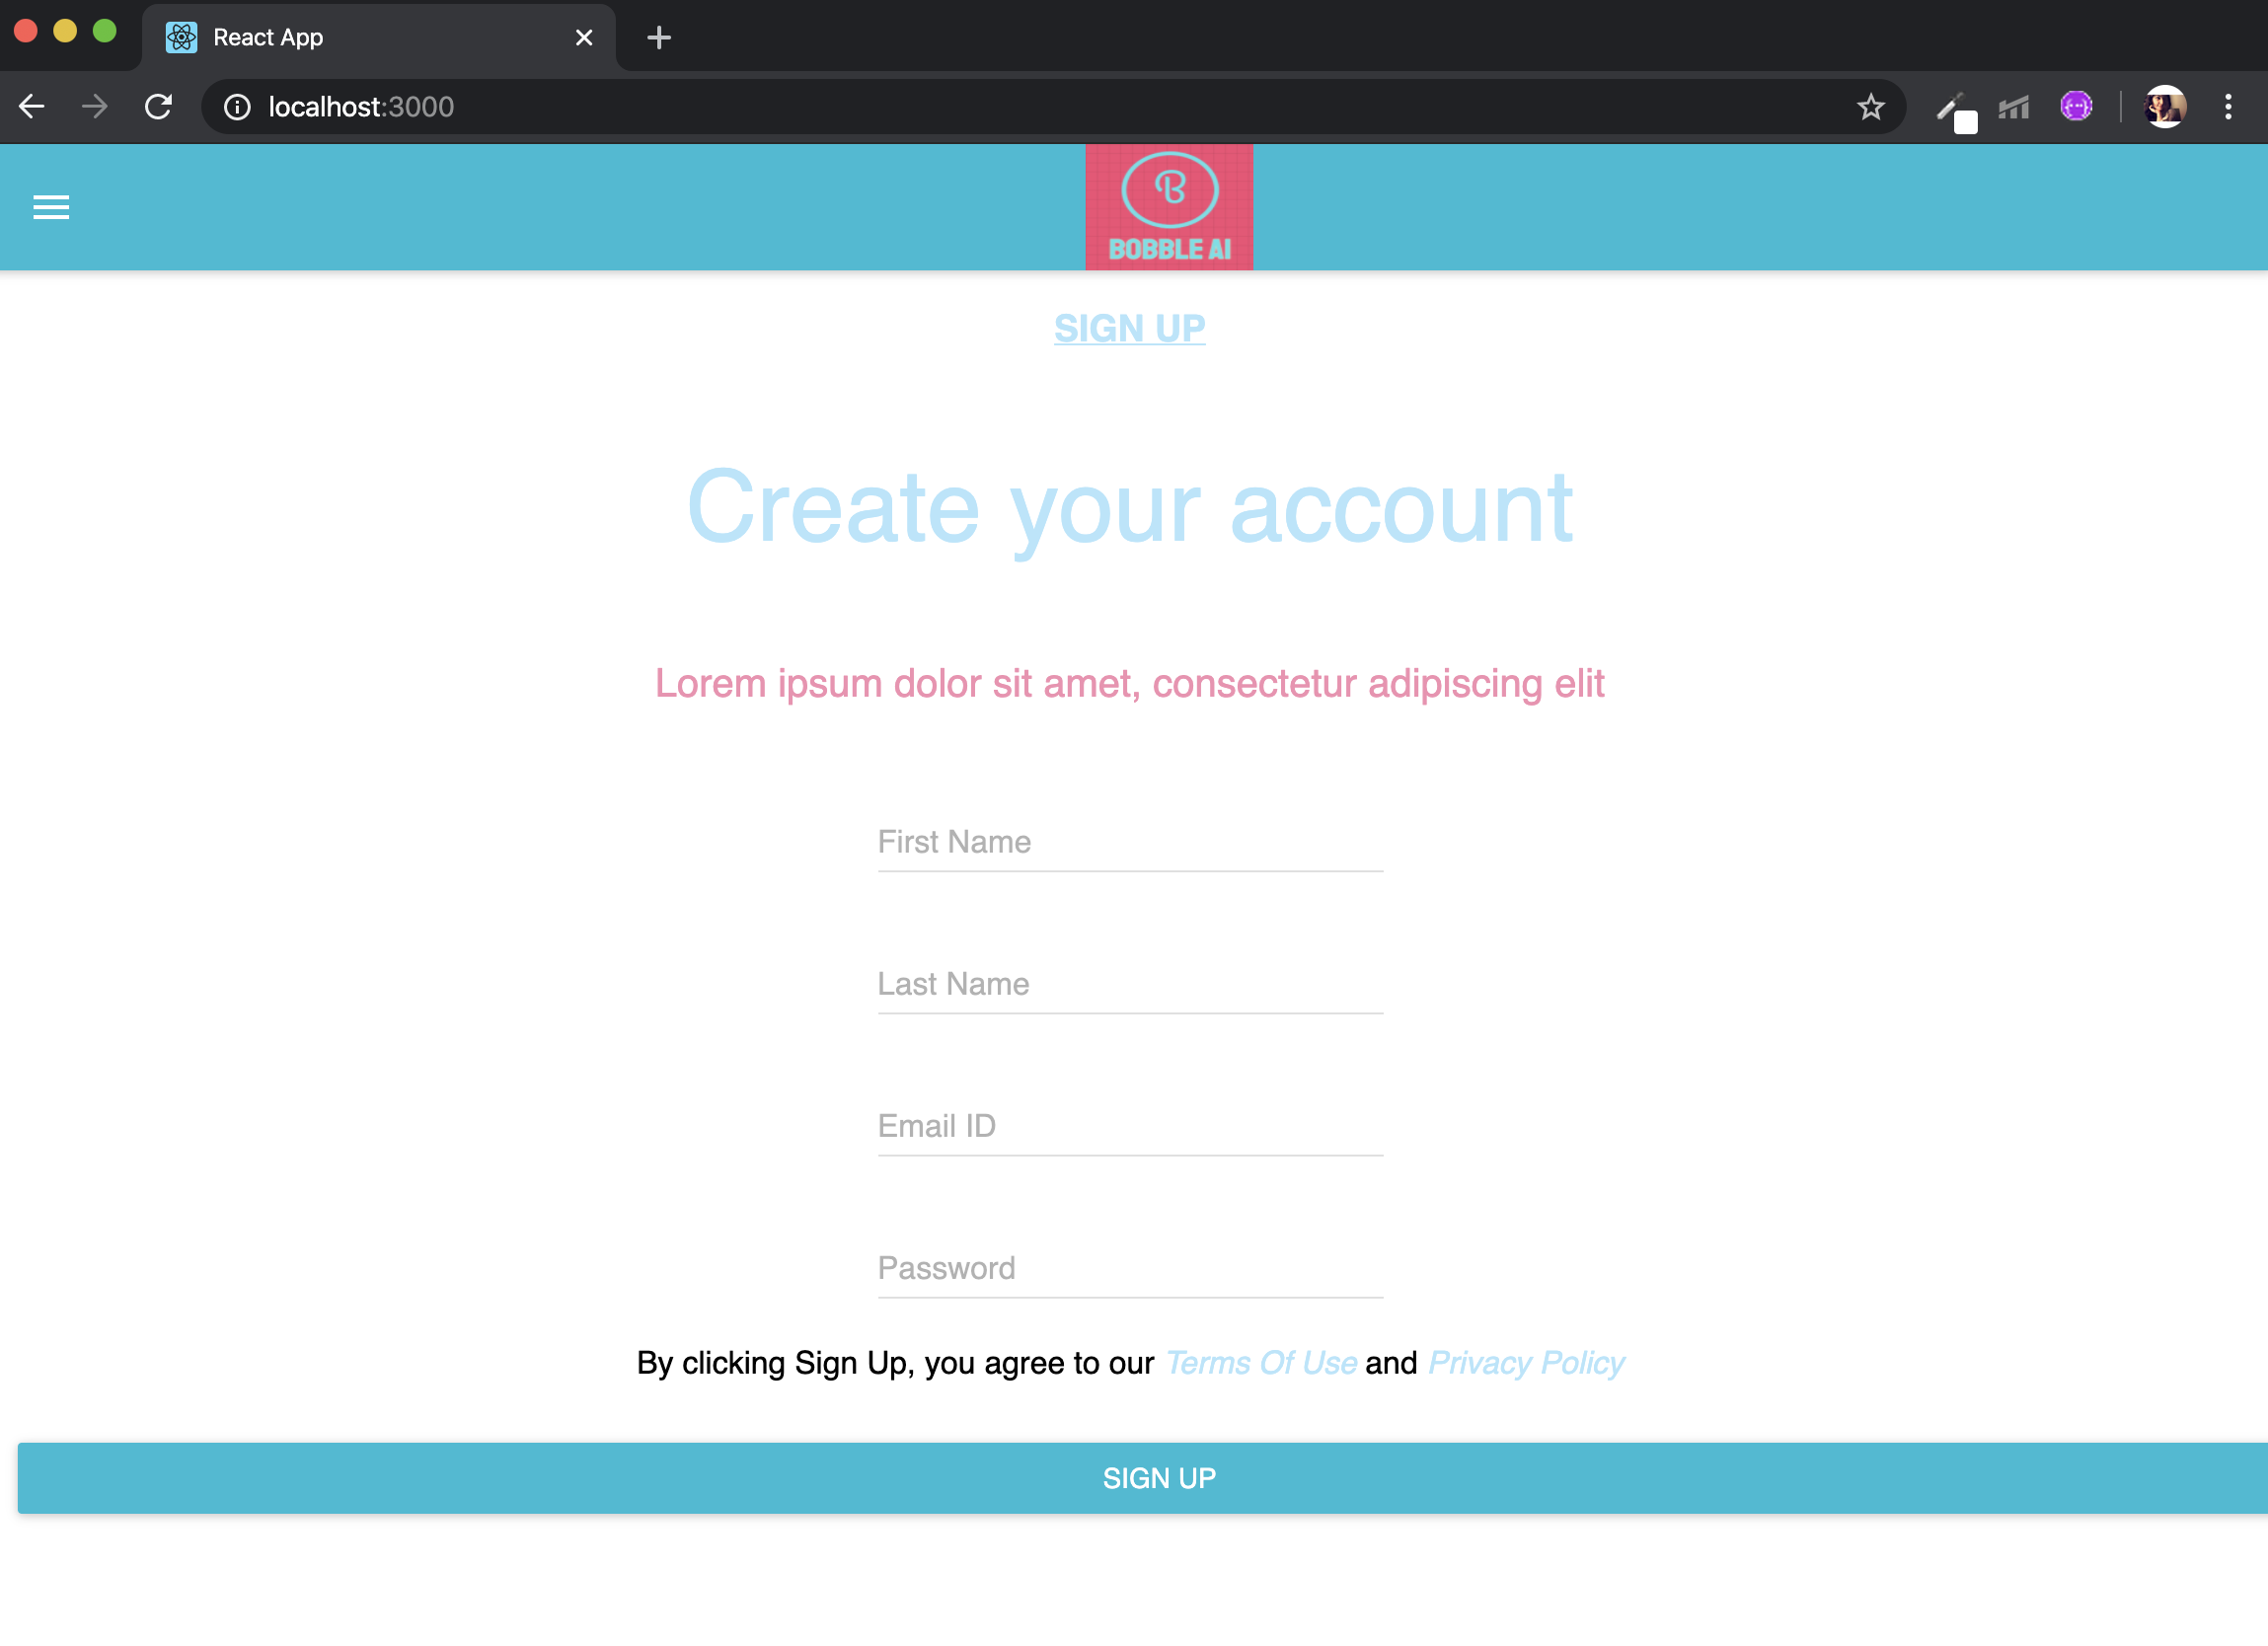 React App
localhost:3000
B
BOBBLE AI
SIGN UP
Create your account
Lorem ipsum dolor sit amet, consectetur adipiscing elit
First Name
Last Name
Email ID
Password
By clicking Sign Up, you agree to our Terms Of Use and Privacy Policy
SIGN UP